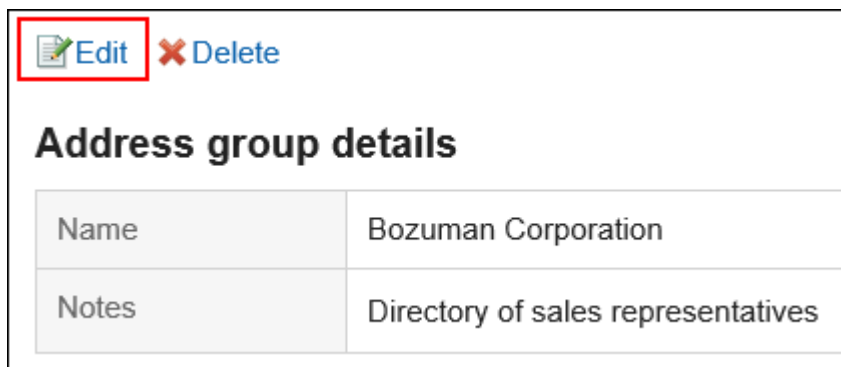 Edit Delete
Address group details
Name Bozuman Corporation
Notes Directory of sales representatives